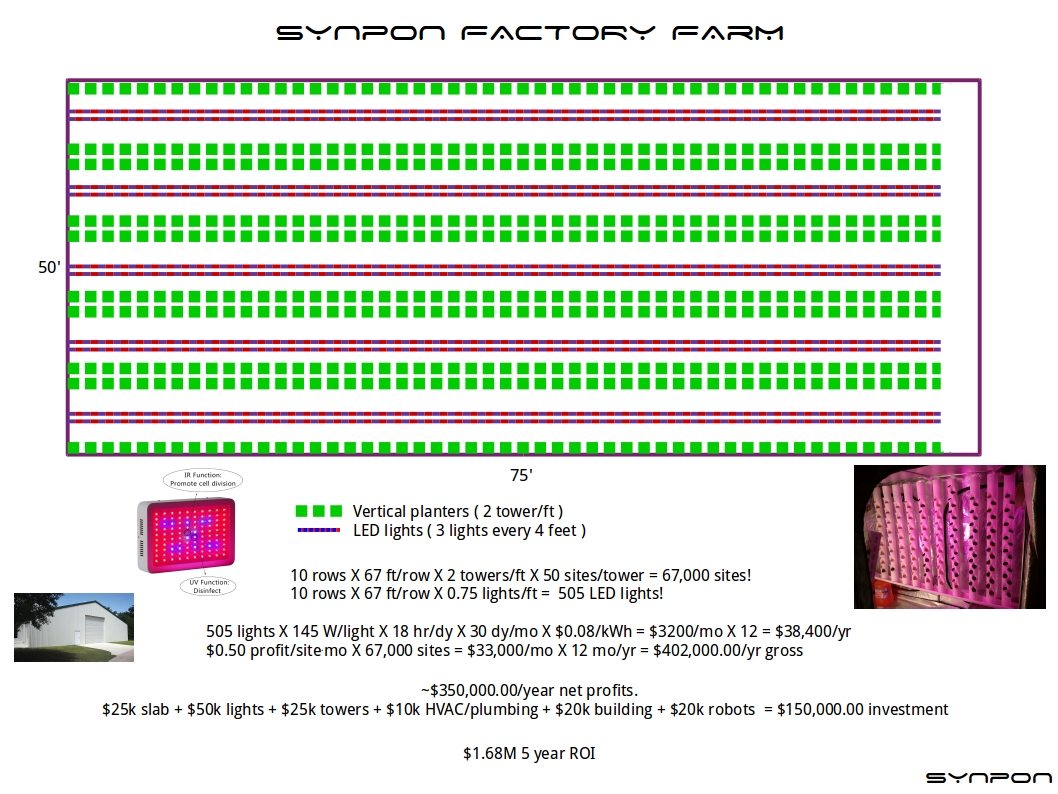 SYNPON FACTORY FARM
50'
75'
IR Function:
Promote cell division
UV Function:
Disinfect
Vertical planters ( 2 tower/ft )
LED lights ( 3 lights every 4 feet )
10 rows X 67 ft/row X 2 towers/ft X 50 sites/tower = 67,000 sites!
10 rows X 67 ft/row X 0.75 lights/ft = 505 LED lights!
505 lights X 145 W/light X 18 hr/dy X 30 dy/mo X $0.08/kWh = $3200/mo X 12 = $38,400/yr
$0.50 profit/site·mo X 67,000 sites = $33,000/mo X 12 mo/yr = $402,000.00/yr gross
~$350,000.00/year net profits.
$25k slab + $50k lights + $25k towers + $10k HVAC/plumbing + $20k building + $20k robots = $150,000.00 investment
$1.68M 5 year ROI
SYNPON